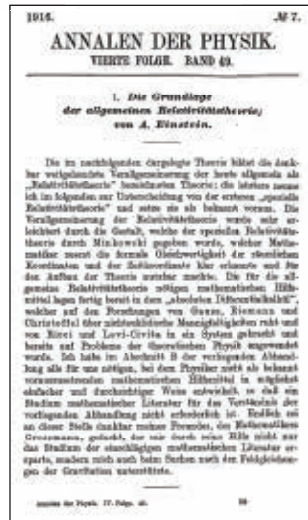 1916. № 7.
ANNALEN DER PHYSIK.
VIERTE FOLGE. BAND 49.
1. Die Grundlage
der allgemeinen Relativitätstheorie;
von A. Einstein.
Die im nachfolgenden dargelegte Theorie bildet die denk-
bar weitgehendste Verallgemeinerung der heute allgemein als
„Relativitätstheorie“ bezeichneten Theorie; die letztere nenne
ich im folgenden zur Unterscheidung von der ersteren „spezielle
Relativitätstheorie“ und setze sie als bekannt voraus. Die
Verallgemeinerung der Relativitätstheorie wurde sehr er-
leichtert durch die Gestalt, welche der speziellen Relativitäts-
theorie durch Minkowski gegeben wurde, welcher Mathe-
matiker zuerst die formale Gleichwertigkeit der räumlichen
Koordinaten und der Zeitkoordinate klar erkannte und für
den Aufbau der Theorie nutzbar machte. Die für die all-
gemeine Relativitätstheorie nötigen mathematischen Hilfs-
mittel lagen fertig bereit in dem „absoluten Differentialkalkül“,
welcher auf den Forschungen von Gauss, Riemann und
Christoffel über nichteuklidische Mannigfaltigkeiten ruht und
von Ricci und Levi-Civita in ein System gebracht und
bereits auf Probleme der theoretischen Physik angewendet
wurde. Ich habe im Abschnitt B der vorliegenden Abhand-
lung alle für uns nötigen, bei dem Physiker nicht als bekannt
vorauszusetzenden mathematischen Hilfsmittel in möglichst
einfacher und durchsichtiger Weise entwickelt, so daß ein
Studium mathematischer Literatur für das Verständnis der
vorliegenden Abhandlung nicht erforderlich ist. Endlich sei
an dieser Stelle dankbar meines Freundes, des Mathematikers
Grossmann, gedacht, der mir durch seine Hilfe nicht nur
das Studium der einschlägigen mathematischen Literatur er-
sparte, sondern mich auch beim Suchen nach den Feldgleichun-
gen der Gravitation unterstützte.
Annalen der Physik. IV. Folge. 49.